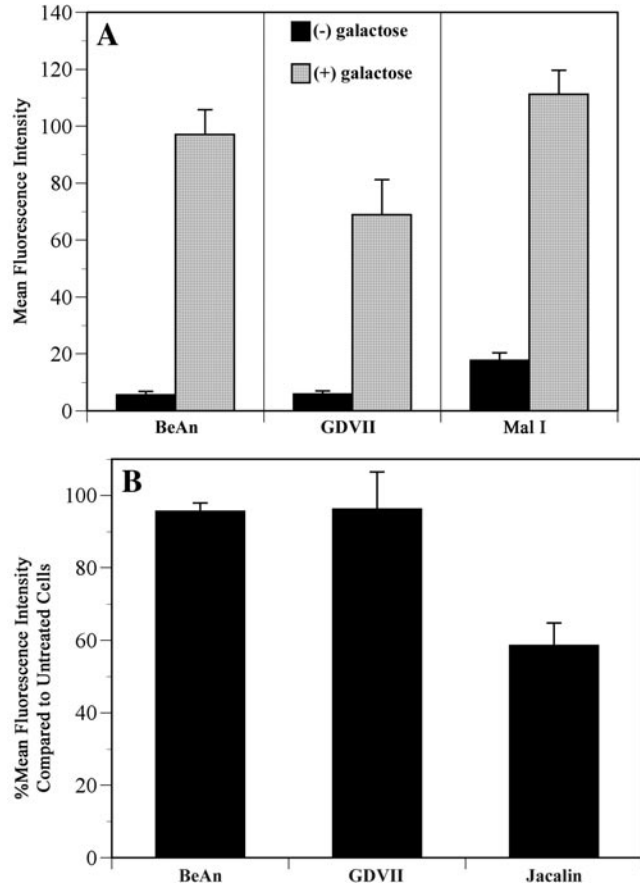 A
(-) galactose
(+) galactose
Mean Fluorescence Intensity
140
120
100
80
60
40
20
0
BeAn GDVII Mal I
B
%Mean Fluorescence Intensity
Compared to Untreated Cells
100
80
60
40
20
0
BeAn GDVII Jacalin